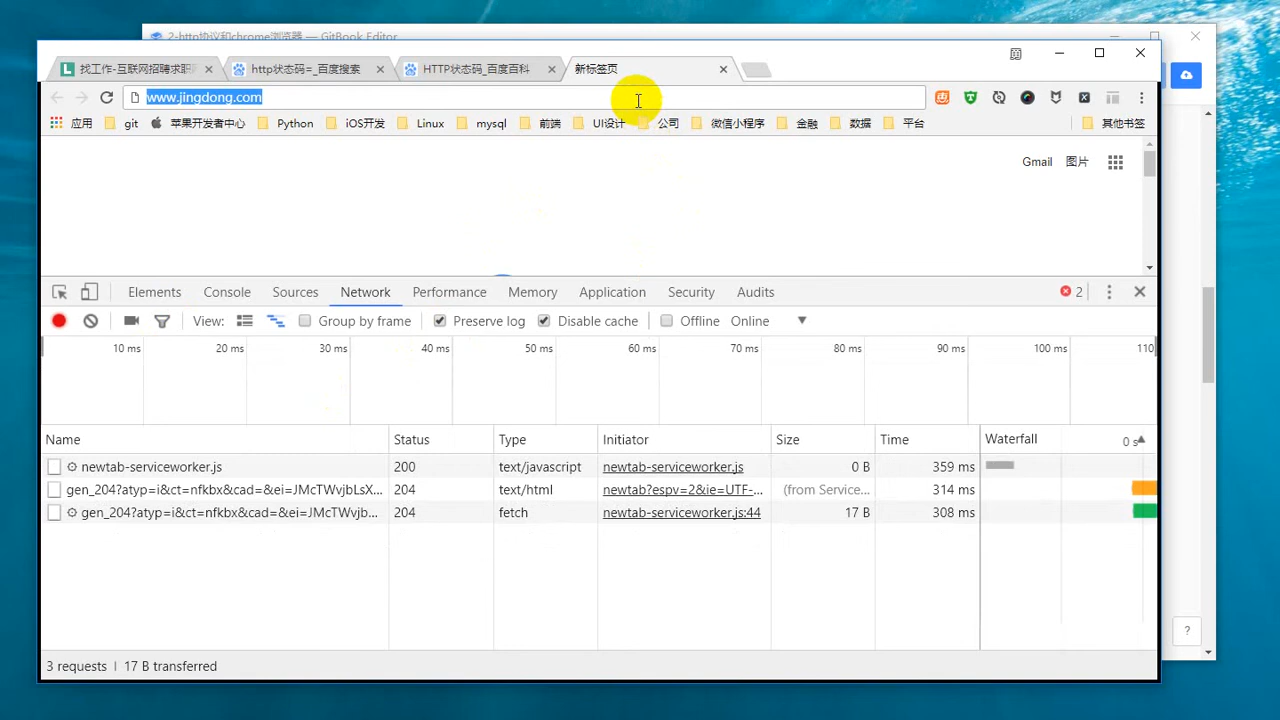 2-http协议和chrome浏览器 — GitBook Editor
找工作-互联网招聘求职
http状态码=_百度搜索
HTTP状态码_百度百科
新标签页
www.jingdong.com
应用 git 苹果开发者中心 Python iOS开发 Linux mysql 前端 UI设计 公司 微信小程序 金融 数据 平台 其他书签
Gmail 图片
Elements Console Sources Network Performance Memory Application Security Audits 2
View: Group by frame Preserve log Disable cache Offline Online
10 ms 20 ms 30 ms 40 ms 50 ms 60 ms 70 ms 80 ms 90 ms 100 ms 110
Name Status Type Initiator Size Time Waterfall 0 s
newtab-serviceworker.js 200 text/javascript newtab-serviceworker.js 0 B 359 ms
gen_204?atyp=i&ct=nfkbx&cad=&ei=JMcTWvjbLsX... 204 text/html newtab?espv=2&ie=UTF-... (from Service... 314 ms
gen_204?atyp=i&ct=nfkbx&cad=&ei=JMcTWvjb... 204 fetch newtab-serviceworker.js:44 17 B 308 ms
3 requests | 17 B transferred
?